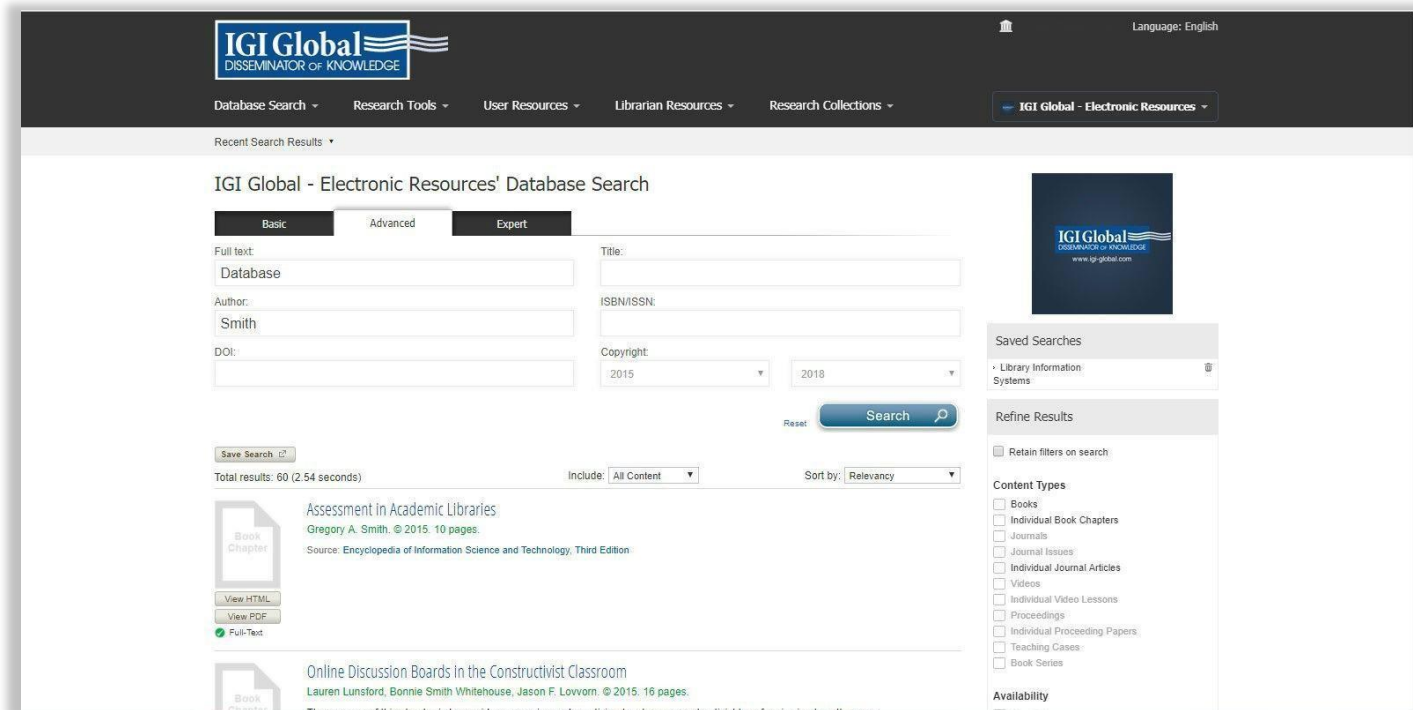 IGI Global
DISSEMINATOR OF KNOWLEDGE
Language: English
Database Search
Research Tools
User Resources
Librarian Resources
Research Collections
IGI Global - Electronic Resources
Recent Search Results
IGI Global - Electronic Resources' Database Search
Basic
Advanced
Expert
Full text:
Title:
Database
Author:
ISBN/ISSN:
Smith
DOI:
Copyright:
2015
2018
Reset
Search
Save Search
Total results: 60 (2.54 seconds)
Include: All Content
Sort by: Relevancy
Book Chapter
Assessment in Academic Libraries
Gregory A. Smith. © 2015. 10 pages.
Source: Encyclopedia of Information Science and Technology, Third Edition
View HTML
View PDF
Full-Text
Book
Online Discussion Boards in the Constructivist Classroom
Lauren Lunsford, Bonnie Smith Whitehouse, Jason F. Lovvorn. © 2015. 16 pages.
IGI Global
DISSEMINATOR OF KNOWLEDGE
www.igi-global.com
Saved Searches
Library Information
Systems
Refine Results
Retain filters on search
Content Types
Books
Individual Book Chapters
Journals
Journal Issues
Individual Journal Articles
Videos
Individual Video Lessons
Proceedings
Individual Proceeding Papers
Teaching Cases
Book Series
Availability